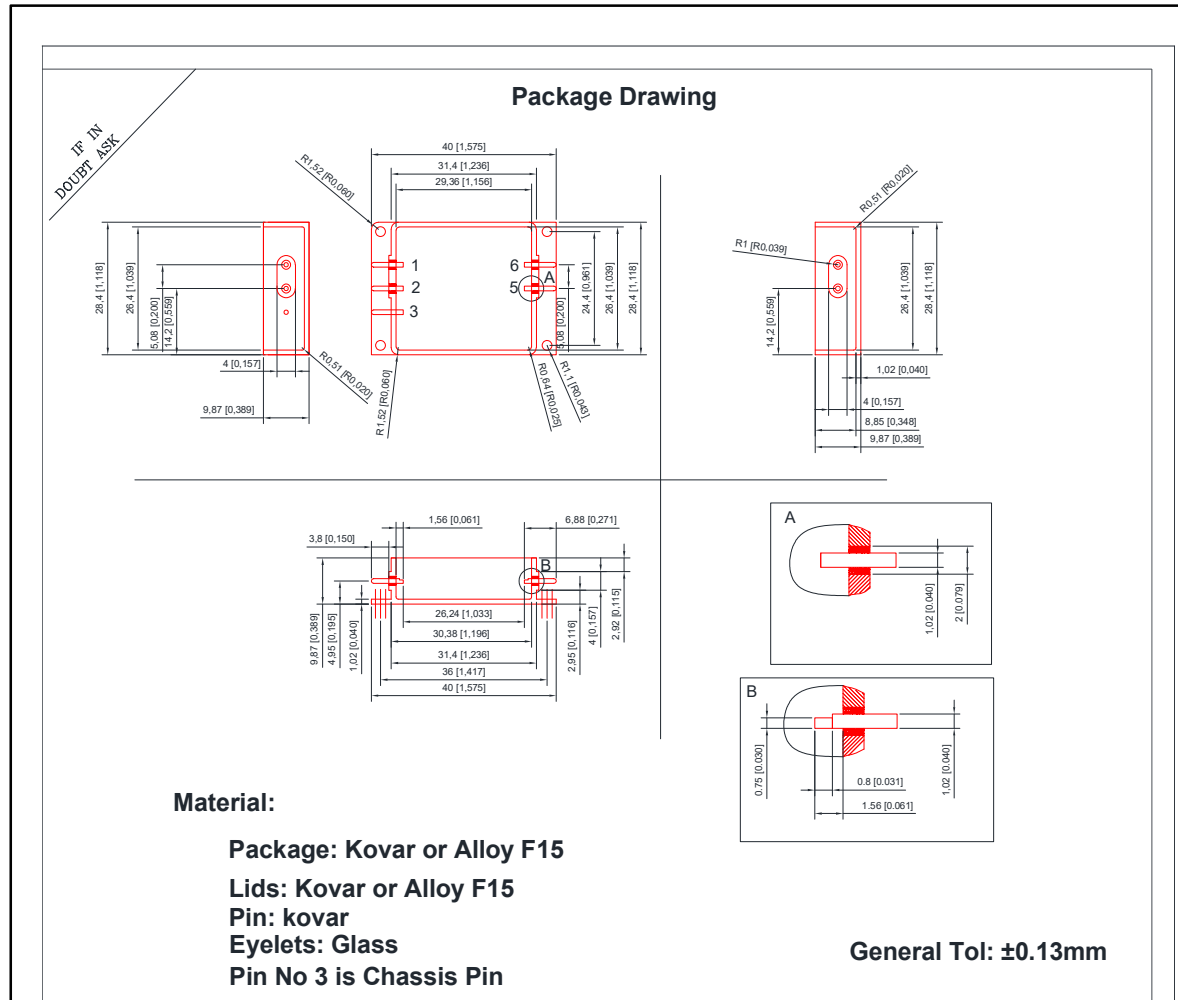 IF IN
DOUBT ASK
Package Drawing
40 [1,575]
31,4 [1,236]
29,36 [1,156]
R1,52 [R0,060]
R0,51 [R0,020]
28,4 [1,118]
26,4 [1,039]
5,08 [0,200]
14,2 [0,559]
R0,51 [R0,020]
4 [0,157]
9,87 [0,389]
1
2
3
6
A
5
5,08 [0,200]
24,4 [0,961]
26,4 [1,039]
28,4 [1,118]
R1,52 [R0,060]
R0,64 [R0,025]
R1,1 [R0,043]
R1 [R0,039]
14,2 [0,559]
26,4 [1,039]
28,4 [1,118]
1,02 [0,040]
4 [0,157]
8,85 [0,348]
9,87 [0,389]
1,56 [0,061]
6,88 [0,271]
3,8 [0,150]
B
9,87 [0,389]
4,95 [0,195]
1,02 [0,040]
26,24 [1,033]
30,38 [1,196]
31,4 [1,236]
36 [1,417]
40 [1,575]
2,95 [0,116]
4 [0,157]
2,92 [0,115]
A
1,02 [0,040]
2 [0,079]
B
0.75 [0.030]
0.8 [0.031]
1.56 [0.061]
1,02 [0.040]
Material:
Package: Kovar or Alloy F15
Lids: Kovar or Alloy F15
Pin: kovar
Eyelets: Glass
Pin No 3 is Chassis Pin
General Tol: ±0.13mm